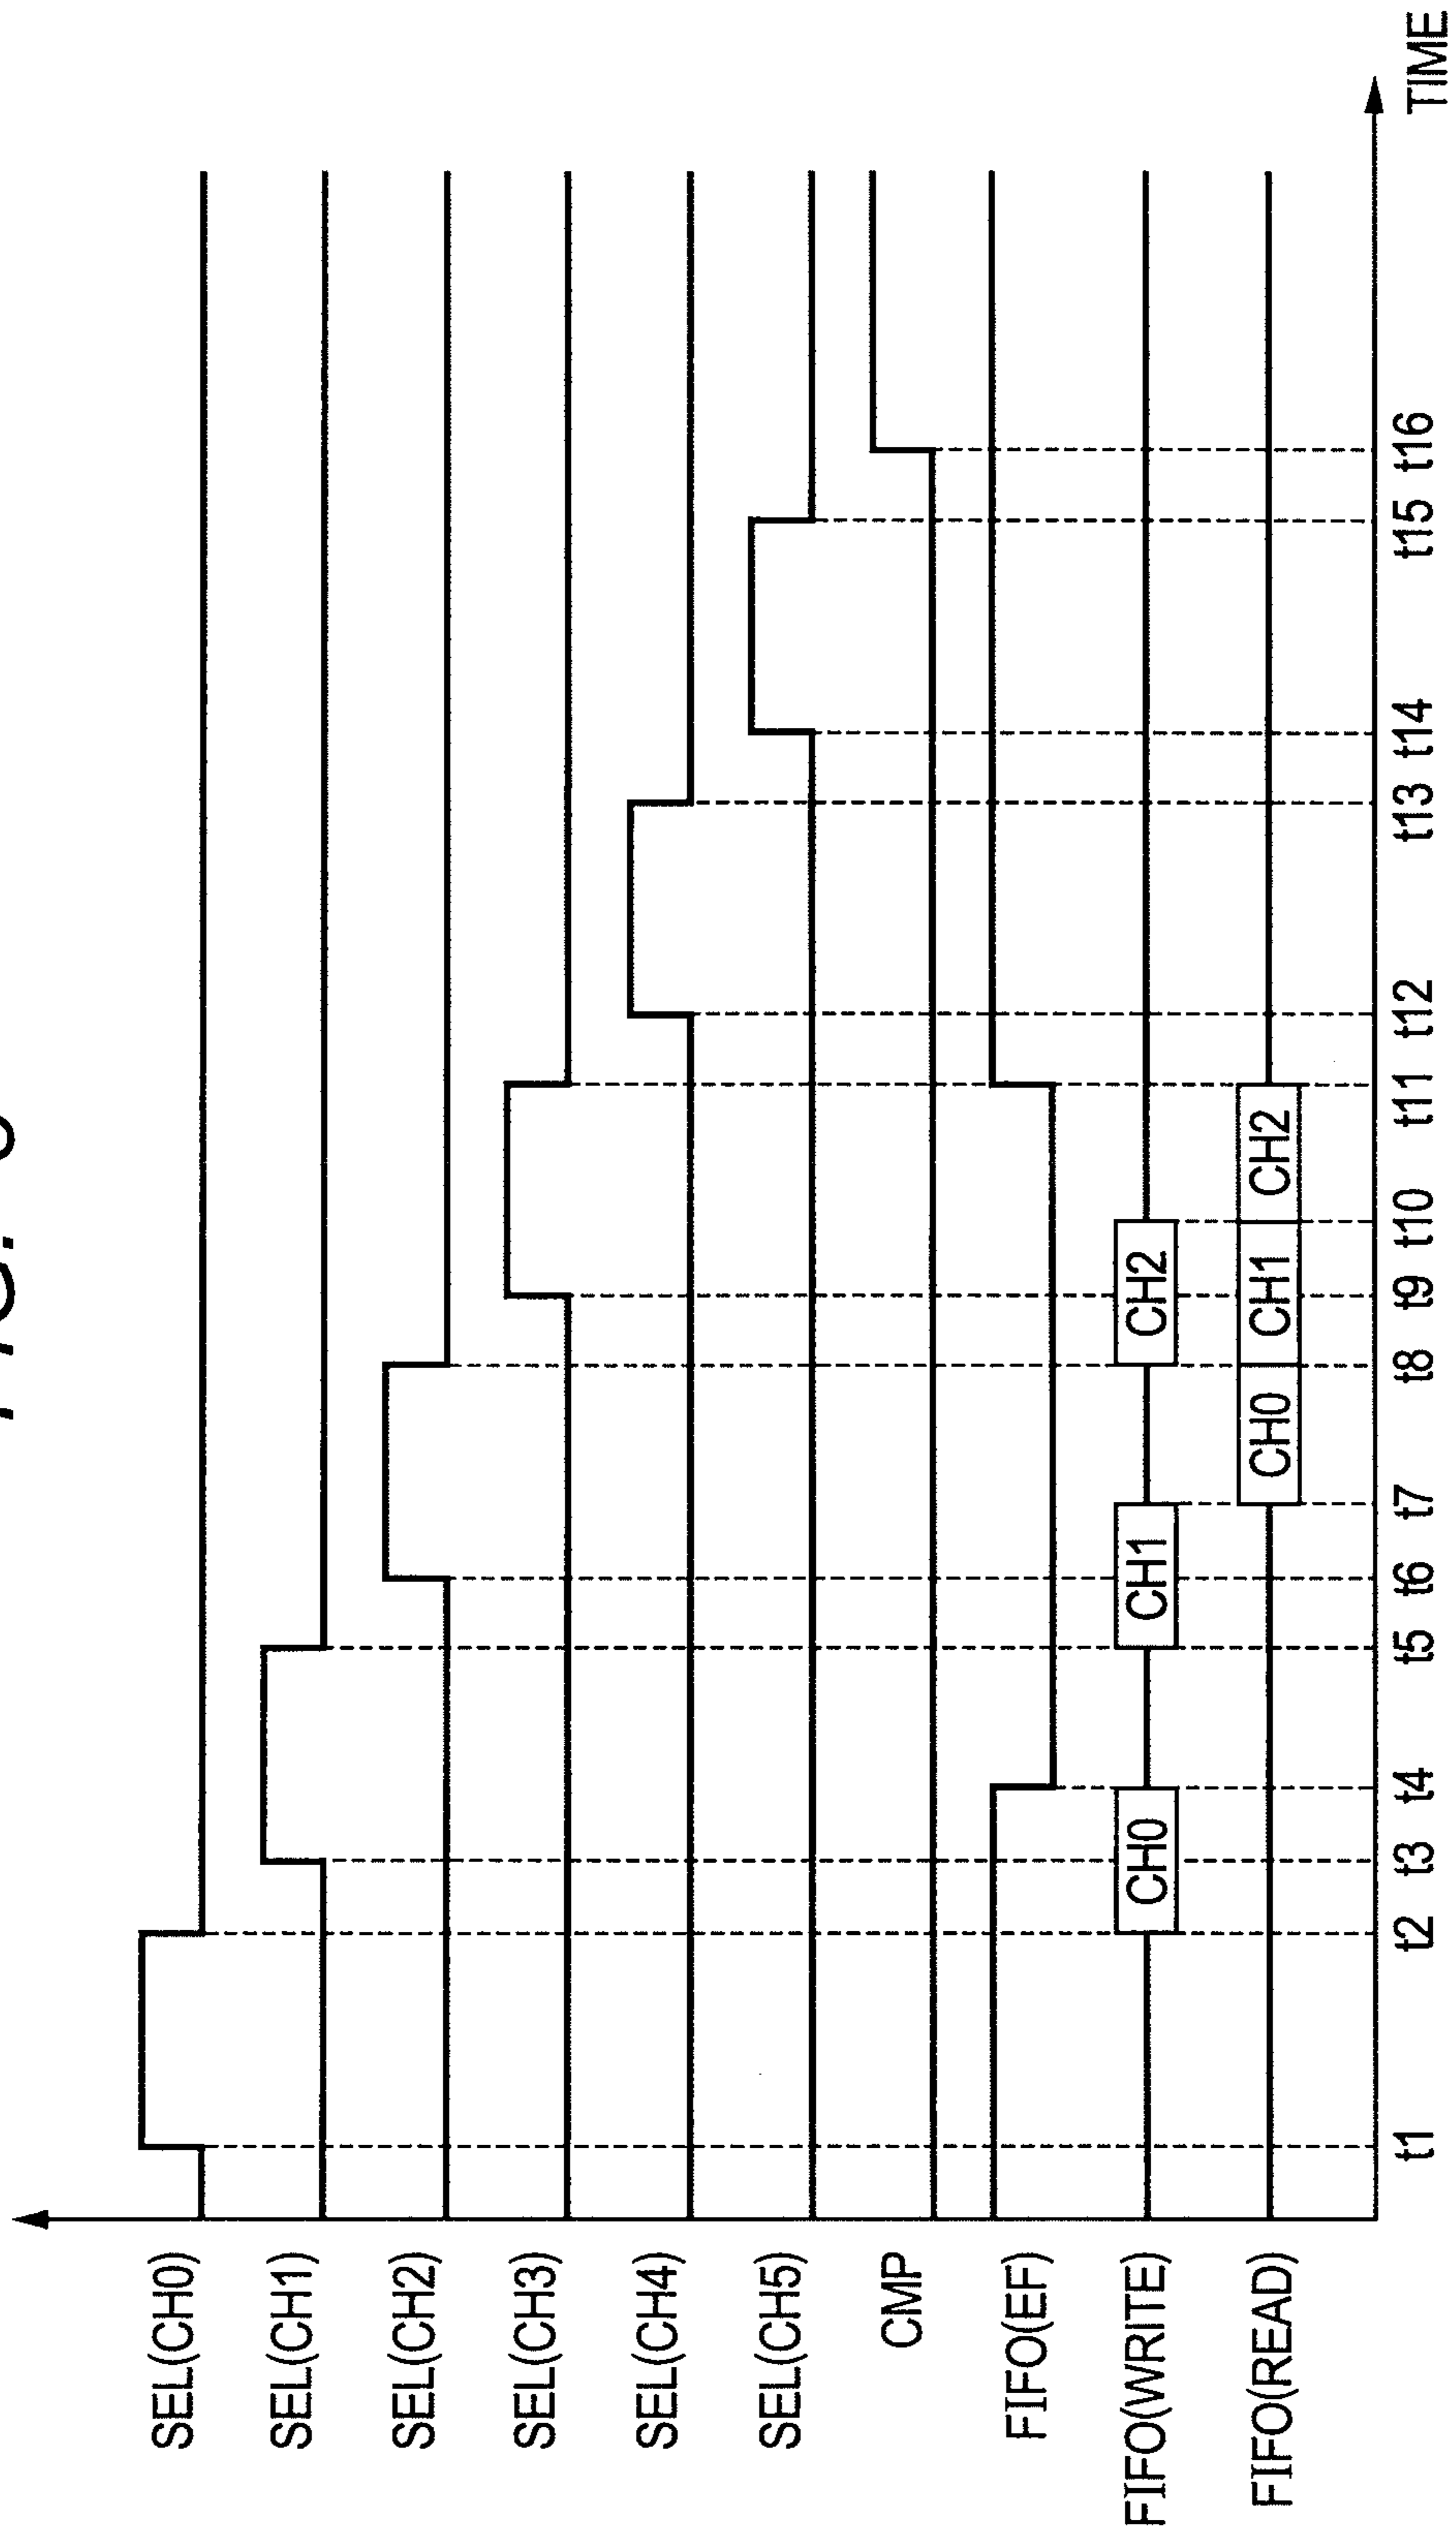 SEL(CH0)
SEL(CH1)
SEL(CH2)
SEL(CH3)
SEL(CH4)
SEL(CH5)
CMP
FIFO(EF)
FIFO(WRITE)
CH0 CH1 CH2
FIFO(READ)
CH0 CH1 CH2
t1 t2 t3 t4 t5 t6 t7 t8 t9 t10 t11 t12 t13 t14 t15 t16
TIME